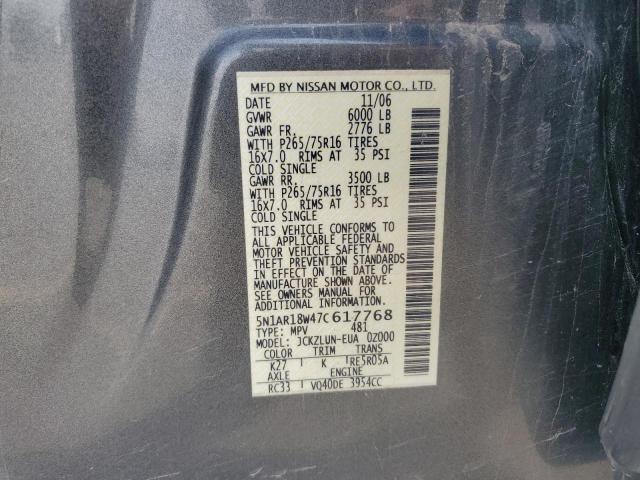 MFD BY NISSAN MOTOR CO., LTD.
DATE 11/06
GVWR 6000 LB
GAWR FR. 2776 LB
WITH P265/75R16 TIRES
16X7.0 RIMS AT 35 PSI
COLD SINGLE
GAWR RR. 3500 LB
WITH P265/75R16 TIRES
16X7.0 RIMS AT 35 PSI
COLD SINGLE
THIS VEHICLE CONFORMS TO
ALL APPLICABLE FEDERAL
MOTOR VEHICLE SAFETY AND
THEFT PREVENTION STANDARDS
IN EFFECT ON THE DATE OF
MANUFACTURE SHOWN ABOVE.
SEE OWNERS MANUAL FOR
ADDITIONAL INFORMATION.
5N1AR18W47C617768
TYPE: MPV 481
MODEL: JCKZLUN-EUA 02000
COLOR TRIM TRANS
K27 K RE5R05A
AXLE ENGINE
RC33 VQ40DE 3954CC